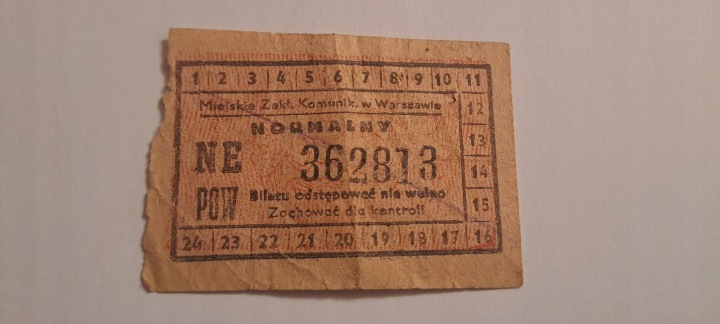 1 2 3 4 5 6 7 8 9 10 11
Miejskie Zakł. Komunik. w Warszawie
12
NORMALNY
13
NE 362813
14
POW Biletu odstępować nie wolno
Zachować dla kontroli
15
24 23 22 21 20 19 18 17 16